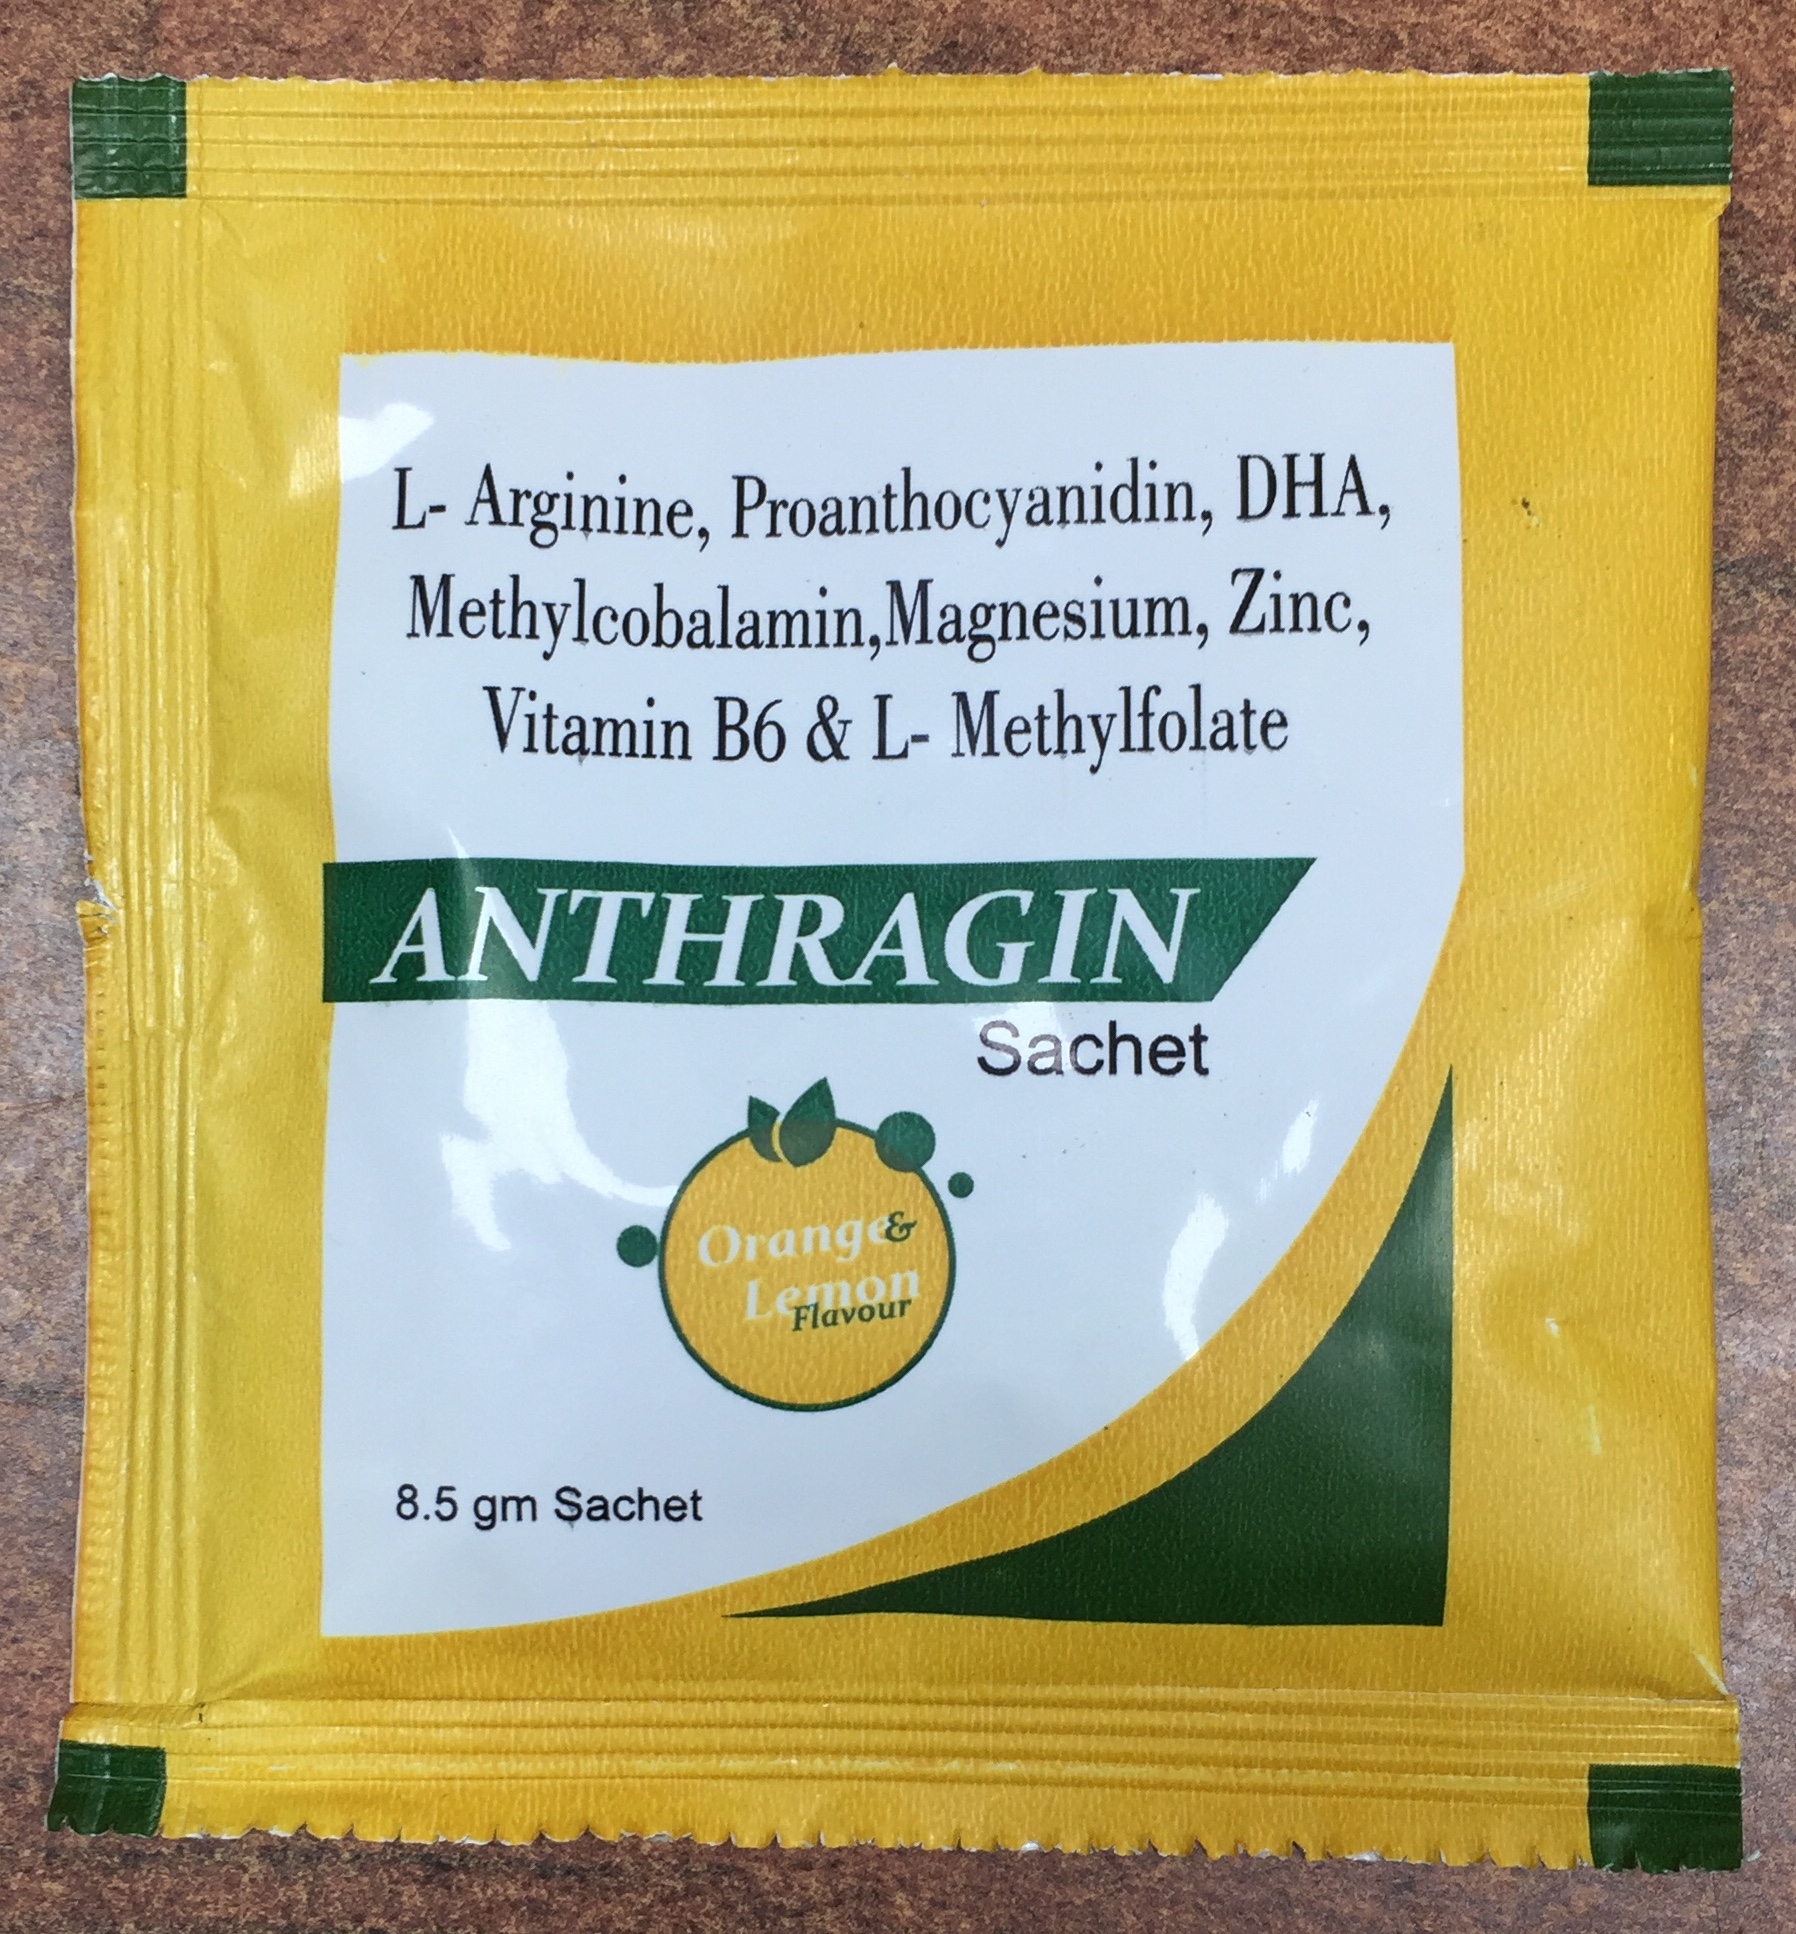 L- Arginine, Proanthocyanidin, DHA,
Methylcobalamin,Magnesium, Zinc,
Vitamin B6 & L- Methylfolate
ANTHRAGIN
Sachet
Orange&
Lemon
Flavour
8.5 gm Sachet